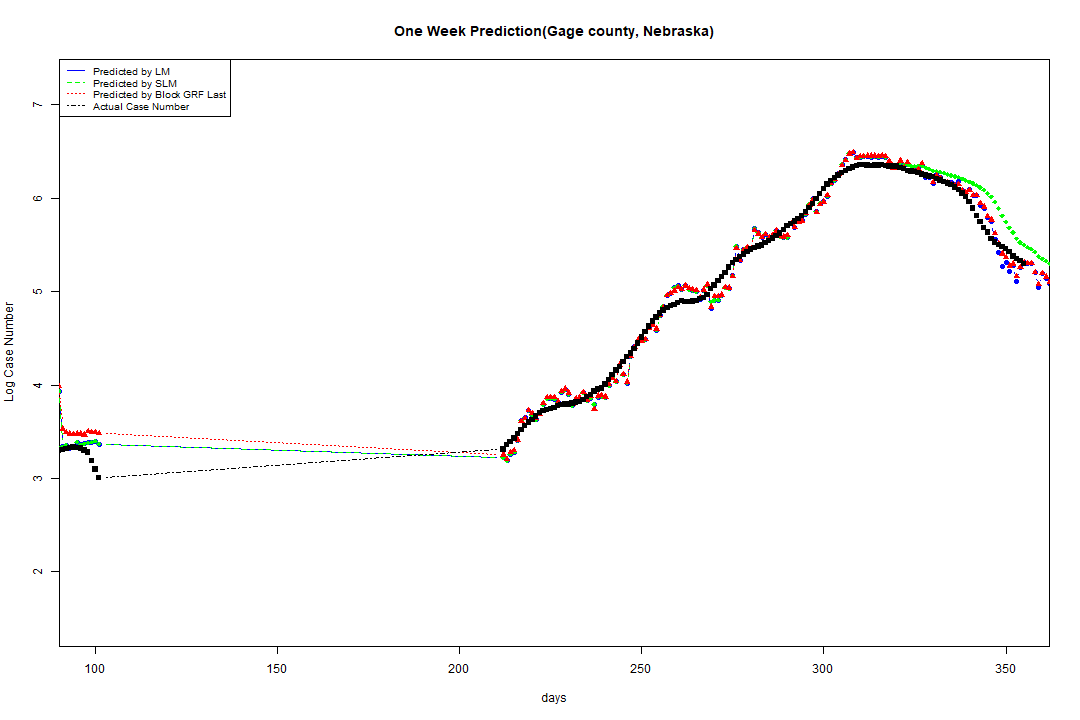 One Week Prediction(Gage county, Nebraska)
Predicted by LM
Predicted by SLM
Predicted by Block GRF Last
Actual Case Number
7
6
5
4
3
2
Log Case Number
100 150 200 250 300 350
days